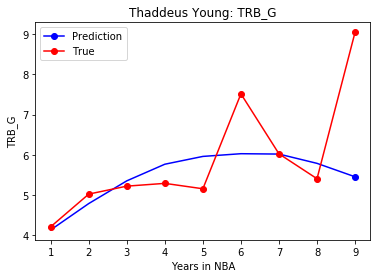 Thaddeus Young: TRB_G
Prediction
True
TRB_G
9
8
7
6
5
4
1 2 3 4 5 6 7 8 9
Years in NBA